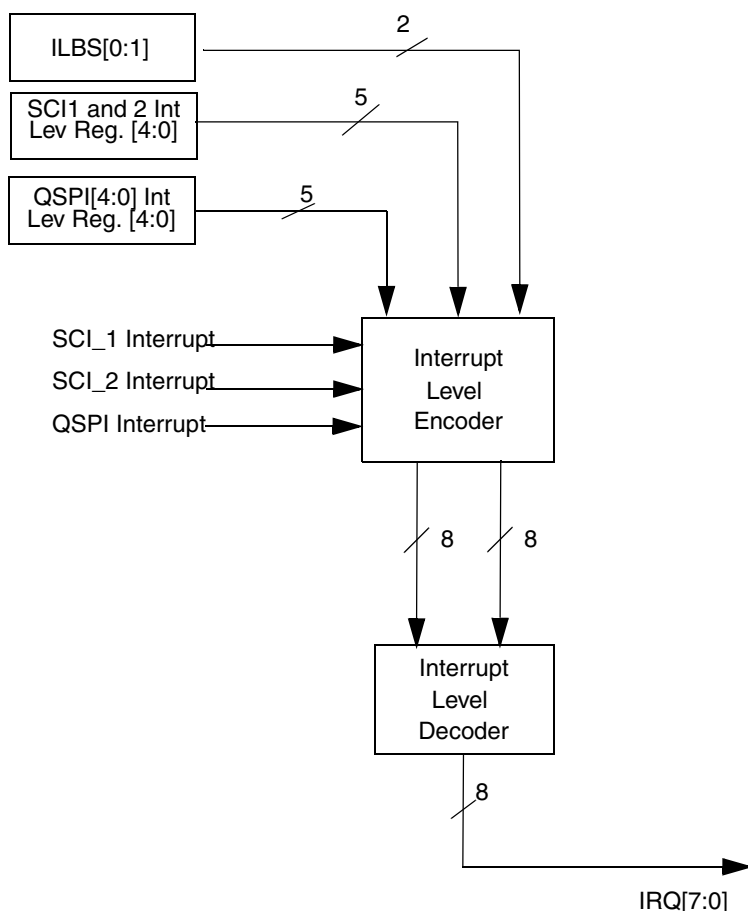 2
ILBS[0:1]
5
SCI1 and 2 Int
Lev Reg. [4:0]
5
QSPI[4:0] Int
Lev Reg. [4:0]
SCI_1 Interrupt
SCI_2 Interrupt
QSPI Interrupt
Interrupt
Level
Encoder
8
8
Interrupt
Level
Decoder
8
IRQ[7:0]